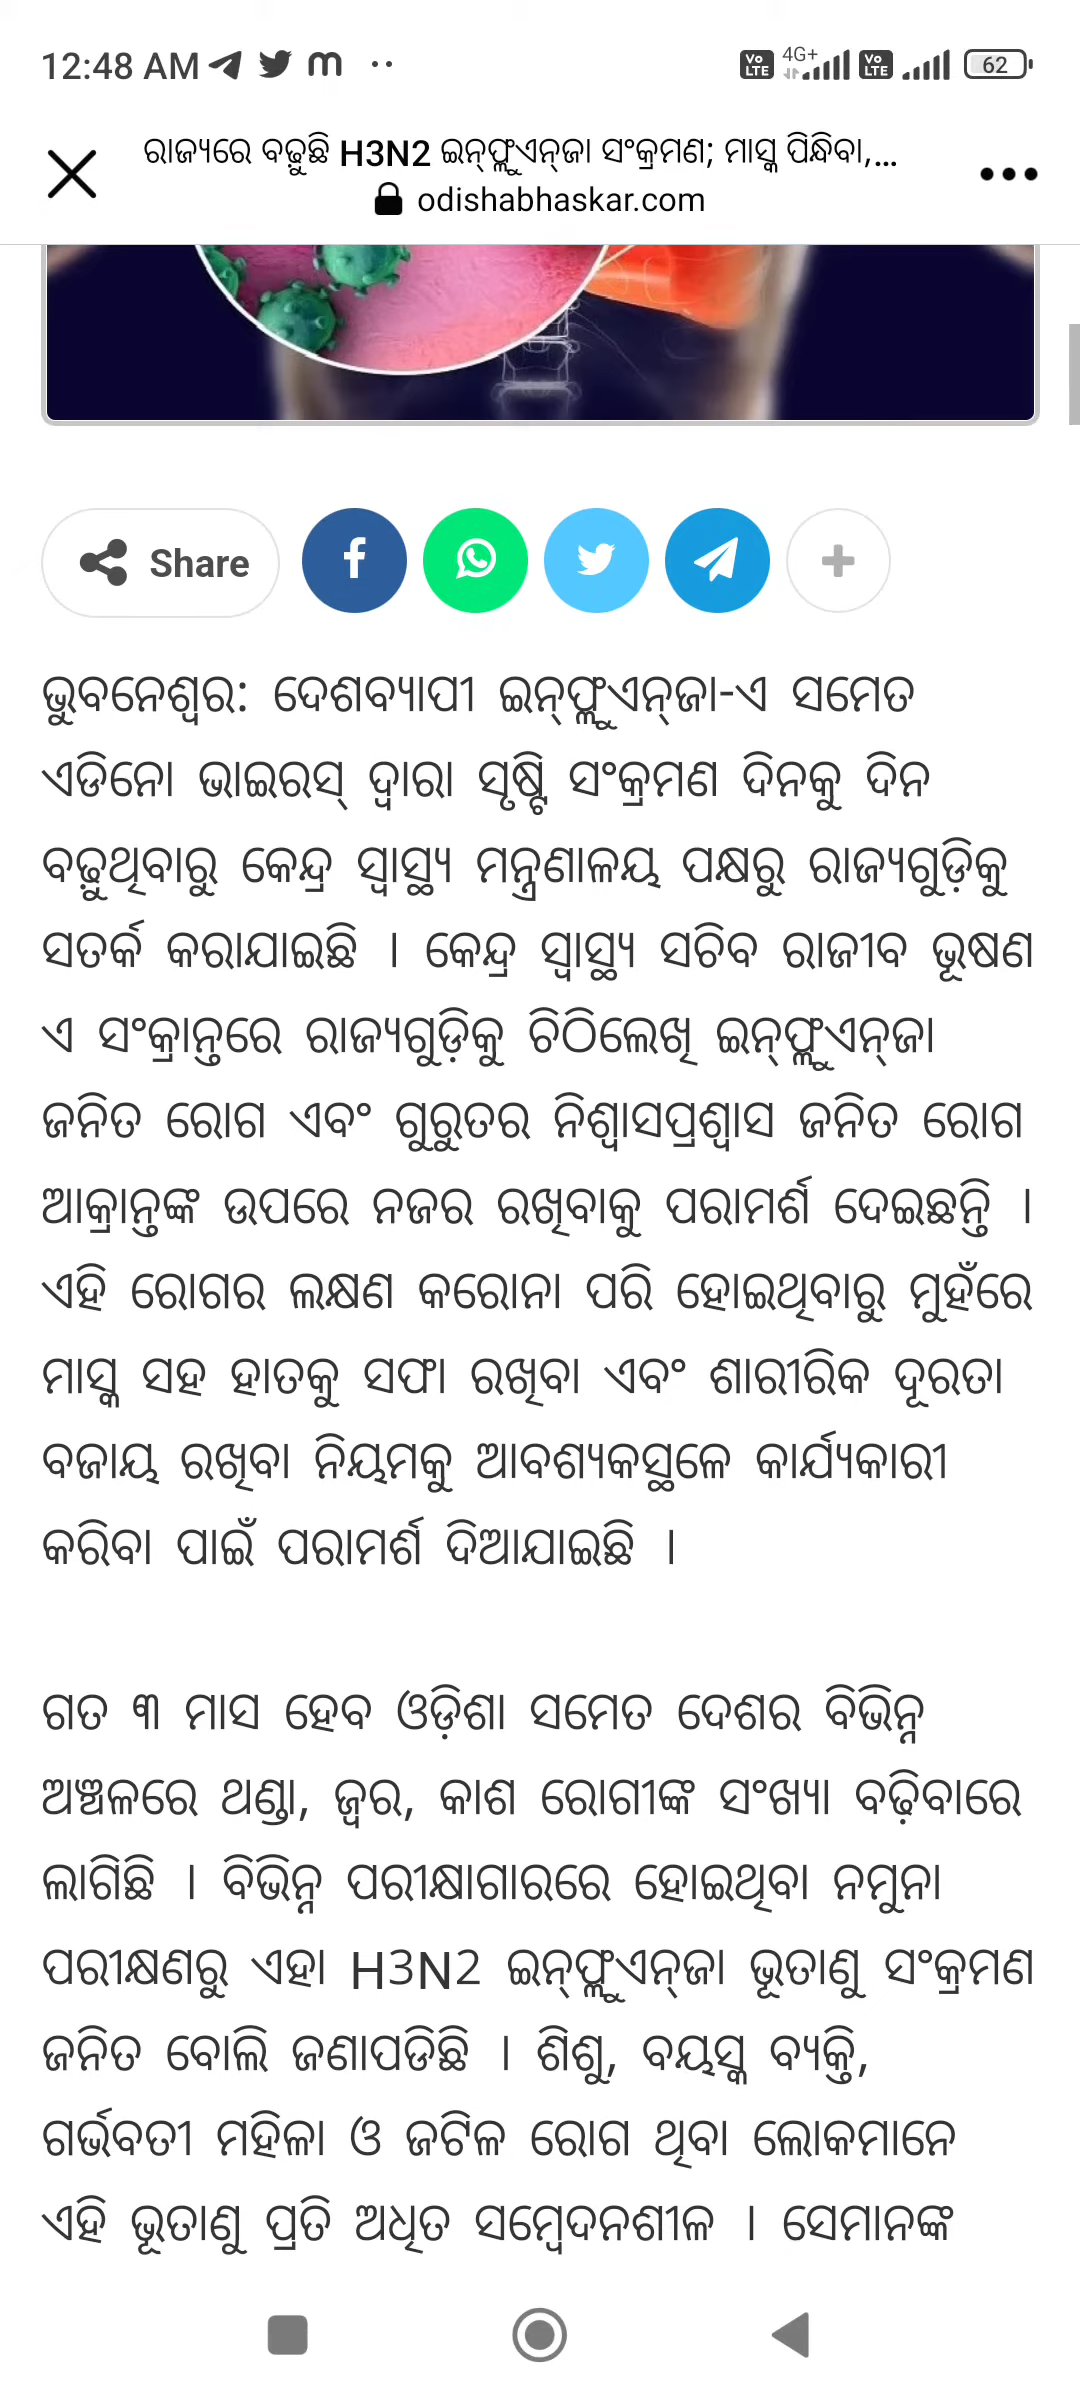 12:48 AM
4G+
Vo LTE
Vo LTE
62
ରାଜ୍ୟରେ ବଢ଼ୁଛି H3N2 ଇନ୍‌ଫ୍ଲୁଏନ୍‌ଜା ସଂକ୍ରମଣ; ମାସ୍କ ପିନ୍ଧିବା,...
odishabhaskar.com
Share
ଭୁବନେଶ୍ୱର: ଦେଶବ୍ୟାପୀ ଇନ୍‌ଫ୍ଲୁଏନ୍‌ଜା-ଏ ସମେତ
ଏଡିନୋ ଭାଇରସ୍ ଦ୍ୱାରା ସୃଷ୍ଟି ସଂକ୍ରମଣ ଦିନକୁ ଦିନ
ବଢ଼ୁଥିବାରୁ କେନ୍ଦ୍ର ସ୍ୱାସ୍ଥ୍ୟ ମନ୍ତ୍ରଣାଳୟ ପକ୍ଷରୁ ରାଜ୍ୟଗୁଡ଼ିକୁ
ସତର୍କ କରାଯାଇଛି । କେନ୍ଦ୍ର ସ୍ୱାସ୍ଥ୍ୟ ସଚିବ ରାଜୀବ ଭୂଷଣ
ଏ ସଂକ୍ରାନ୍ତରେ ରାଜ୍ୟଗୁଡ଼ିକୁ ଚିଠିଲେଖି ଇନ୍‌ଫ୍ଲୁଏନ୍‌ଜା
ଜନିତ ରୋଗ ଏବଂ ଗୁରୁତର ନିଶ୍ୱାସପ୍ରଶ୍ୱାସ ଜନିତ ରୋଗ
ଆକ୍ରାନ୍ତଙ୍କ ଉପରେ ନଜର ରଖିବାକୁ ପରାମର୍ଶ ଦେଇଛନ୍ତି ।
ଏହି ରୋଗର ଲକ୍ଷଣ କରୋନା ପରି ହୋଇଥିବାରୁ ମୁହଁରେ
ମାସ୍କ ସହ ହାତକୁ ସଫା ରଖିବା ଏବଂ ଶାରୀରିକ ଦୂରତା
ବଜାୟ ରଖିବା ନିୟମକୁ ଆବଶ୍ୟକସ୍ଥଳେ କାର୍ଯ୍ୟକାରୀ
କରିବା ପାଇଁ ପରାମର୍ଶ ଦିଆଯାଇଛି ।
ଗତ ୩ ମାସ ହେବ ଓଡ଼ିଶା ସମେତ ଦେଶର ବିଭିନ୍ନ
ଅଞ୍ଚଳରେ ଥଣ୍ଡା, ଜ୍ୱର, କାଶ ରୋଗୀଙ୍କ ସଂଖ୍ୟା ବଢ଼ିବାରେ
ଲାଗିଛି । ବିଭିନ୍ନ ପରୀକ୍ଷାଗାରରେ ହୋଇଥିବା ନମୁନା
ପରୀକ୍ଷଣରୁ ଏହା H3N2 ଇନ୍‌ଫ୍ଲୁଏନ୍‌ଜା ଭୂତାଣୁ ସଂକ୍ରମଣ
ଜନିତ ବୋଲି ଜଣାପଡିଛି । ଶିଶୁ, ବୟସ୍କ ବ୍ୟକ୍ତି,
ଗର୍ଭବତୀ ମହିଳା ଓ ଜଟିଳ ରୋଗ ଥିବା ଲୋକମାନେ
ଏହି ଭୂତାଣୁ ପ୍ରତି ଅଧିତ ସମ୍ବେଦନଶୀଳ । ସେମାନଙ୍କ